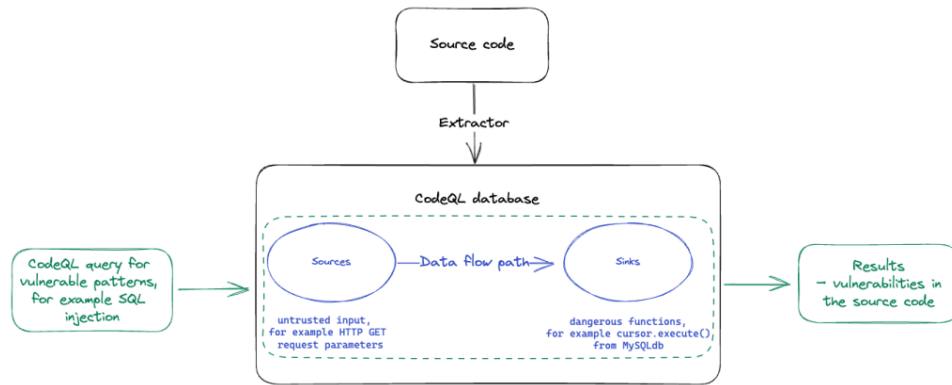 Source code
Extractor
CodeQL database
CodeQL query for
vulnerable patterns,
for example SQL
injection
Sources
Data flow path
Sinks
untrusted input,
for example HTTP GET
request parameters
dangerous functions,
for example cursor.execute()
from MySQLdb
Results
- vulnerabilities in
the source code